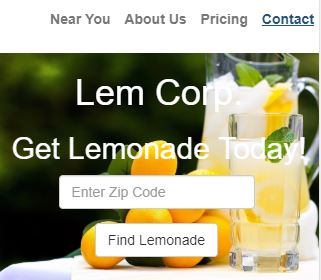 Near You About Us Pricing Contact
Lem Corp.
Get Lemonade Today!
Enter Zip Code
Find Lemonade